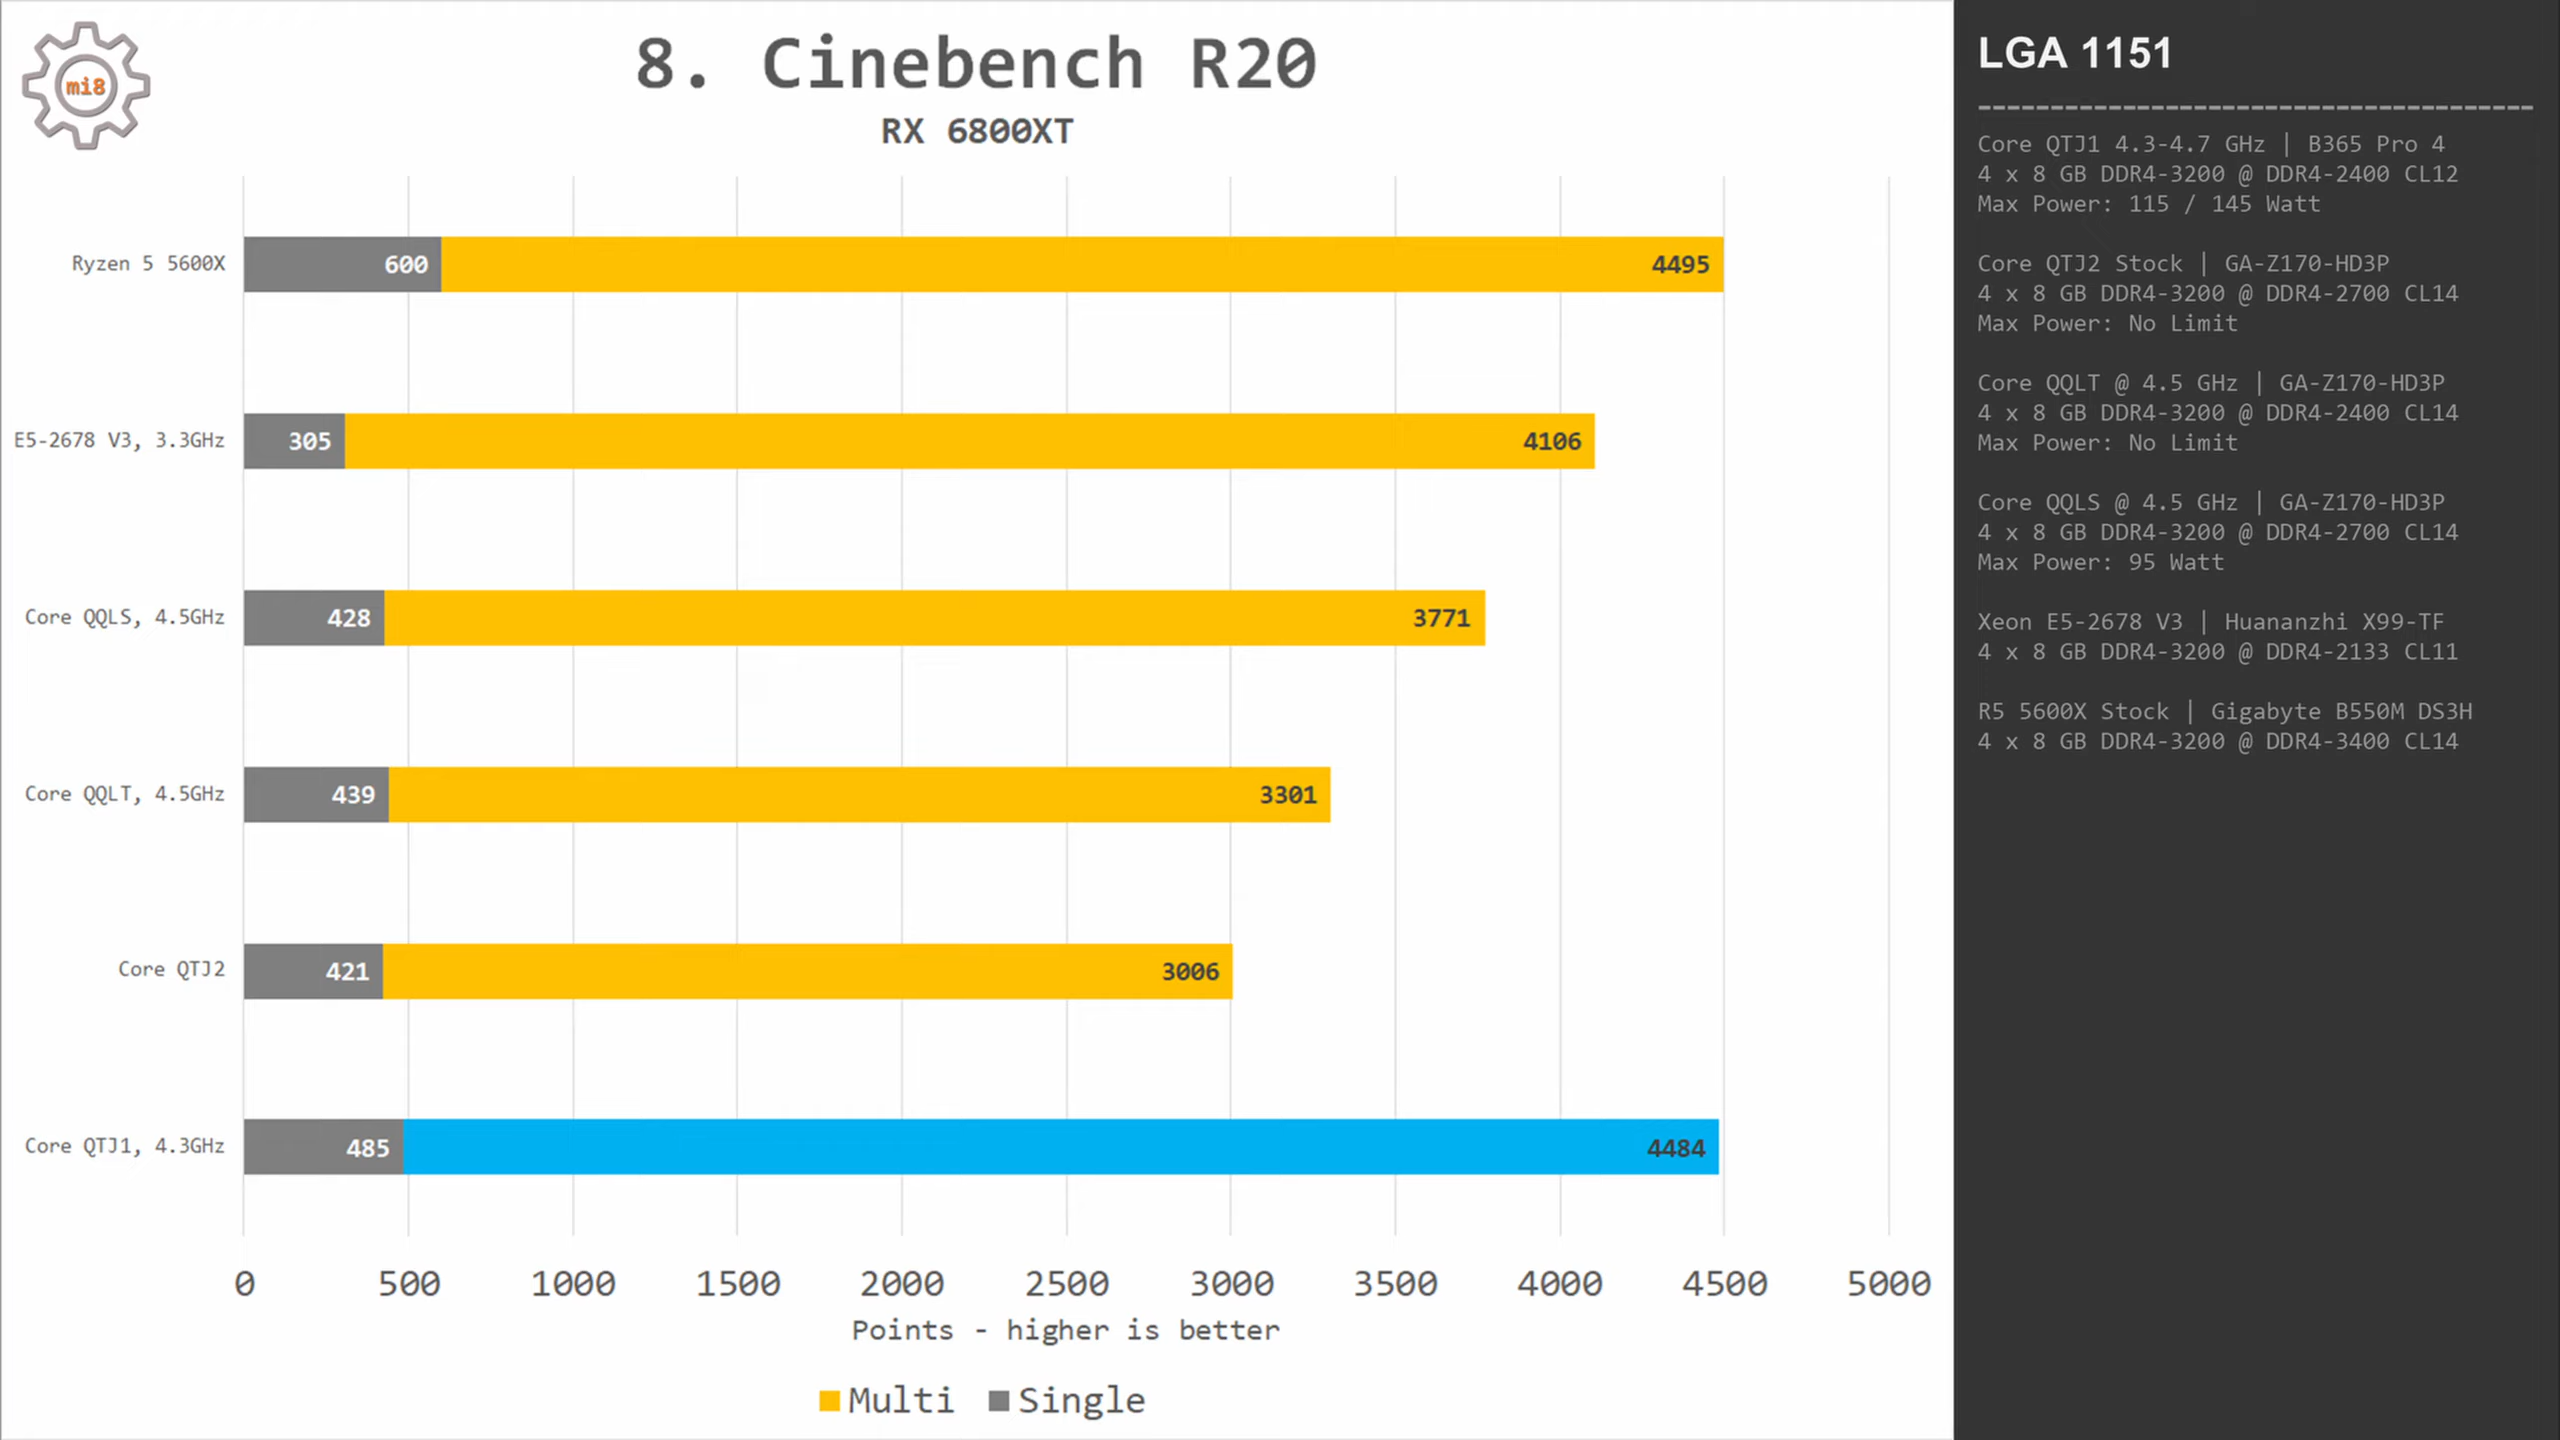 mi8
8. Cinebench R20
RX 6800XT
Ryzen 5 5600X
600
4495
E5-2678 V3, 3.3GHz
305
4106
Core QQLS, 4.5GHz
428
3771
Core QQLT, 4.5GHz
439
3301
Core QTJ2
421
3006
Core QTJ1, 4.3GHz
485
4484
0 500 1000 1500 2000 2500 3000 3500 4000 4500 5000
Points - higher is better
Multi Single
LGA 1151
---------------------------------------
Core QTJ1 4.3-4.7 GHz | B365 Pro 4
4 x 8 GB DDR4-3200 @ DDR4-2400 CL12
Max Power: 115 / 145 Watt
Core QTJ2 Stock | GA-Z170-HD3P
4 x 8 GB DDR4-3200 @ DDR4-2700 CL14
Max Power: No Limit
Core QQLT @ 4.5 GHz | GA-Z170-HD3P
4 x 8 GB DDR4-3200 @ DDR4-2400 CL14
Max Power: No Limit
Core QQLS @ 4.5 GHz | GA-Z170-HD3P
4 x 8 GB DDR4-3200 @ DDR4-2700 CL14
Max Power: 95 Watt
Xeon E5-2678 V3 | Huananzhi X99-TF
4 x 8 GB DDR4-3200 @ DDR4-2133 CL11
R5 5600X Stock | Gigabyte B550M DS3H
4 x 8 GB DDR4-3200 @ DDR4-3400 CL14